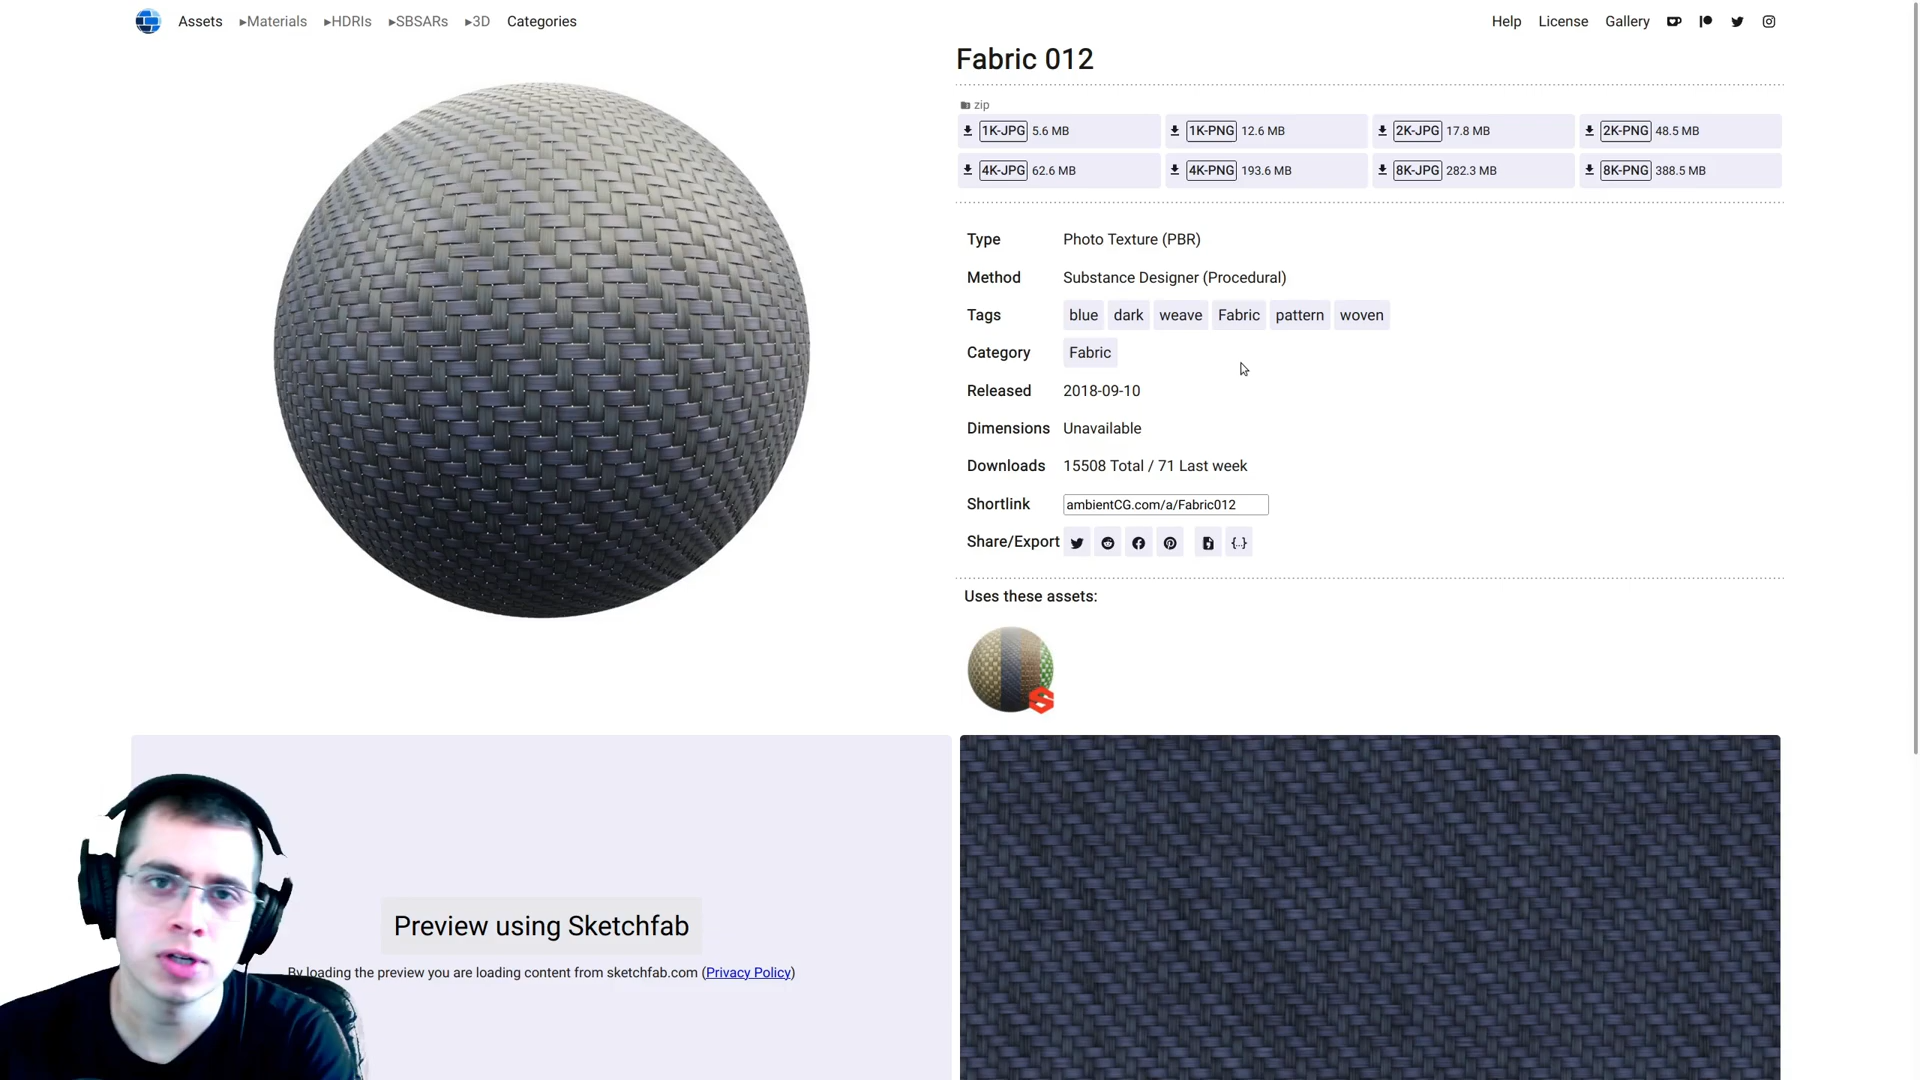 Assets ▸Materials ▸HDRIs ▸SBSARs ▸3D Categories Help License Gallery
Fabric 012
zip
1K-JPG 5.6 MB 1K-PNG 12.6 MB 2K-JPG 17.8 MB 2K-PNG 48.5 MB
4K-JPG 62.6 MB 4K-PNG 193.6 MB 8K-JPG 282.3 MB 8K-PNG 388.5 MB
Type Photo Texture (PBR)
Method Substance Designer (Procedural)
Tags blue dark weave Fabric pattern woven
Category Fabric
Released 2018-09-10
Dimensions Unavailable
Downloads 15508 Total / 71 Last week
Shortlink ambientCG.com/a/Fabric012
Share/Export {..}
Uses these assets:
Preview using Sketchfab
By loading the preview you are loading content from sketchfab.com (Privacy Policy)